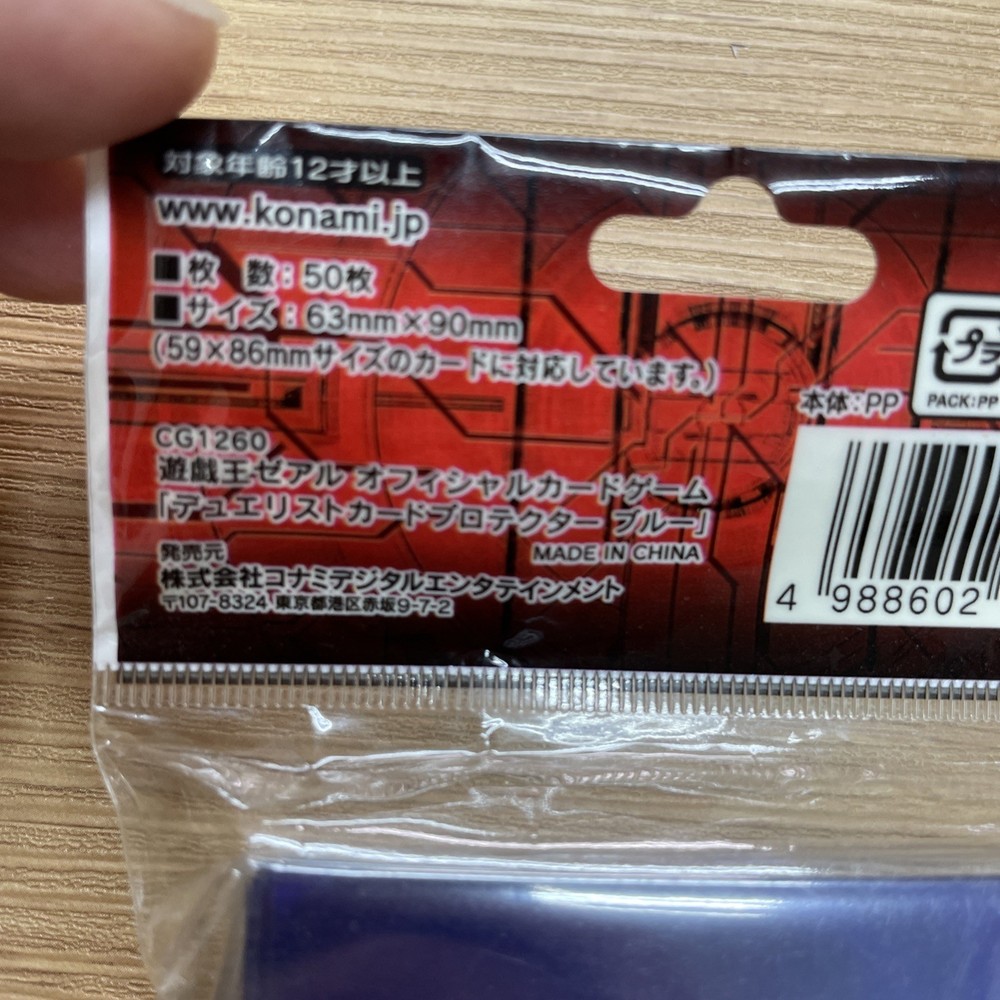 対象年齢12才以上
www.konami.jp
■枚　数：50枚
■サイズ：63mm×90mm
(59×86mmサイズのカードに対応しています。)
プラ
本体：PP
PACK:PP
CG1260
遊戯王ゼアル オフィシャルカードゲーム
「デュエリストカードプロテクター ブルー」
発売元
MADE IN CHINA
株式会社コナミデジタルエンタテインメント
〒107-8324 東京都港区赤坂9-7-2
4 988602